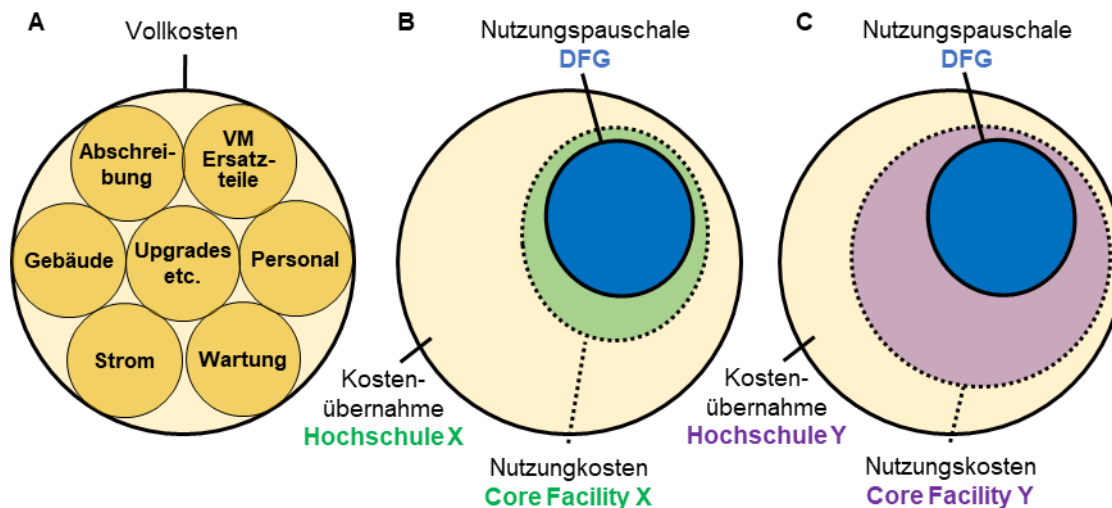 A
Vollkosten
Abschrei-
bung
VM
Ersatz-
teile
Gebäude
Upgrades
etc.
Personal
Strom
Wartung
B
Nutzungspauschale
DFG
Kosten-
übernahme
Hochschule X
Nutzungkosten
Core Facility X
C
Nutzungspauschale
DFG
Kosten-
übernahme
Hochschule Y
Nutzungskosten
Core Facility Y